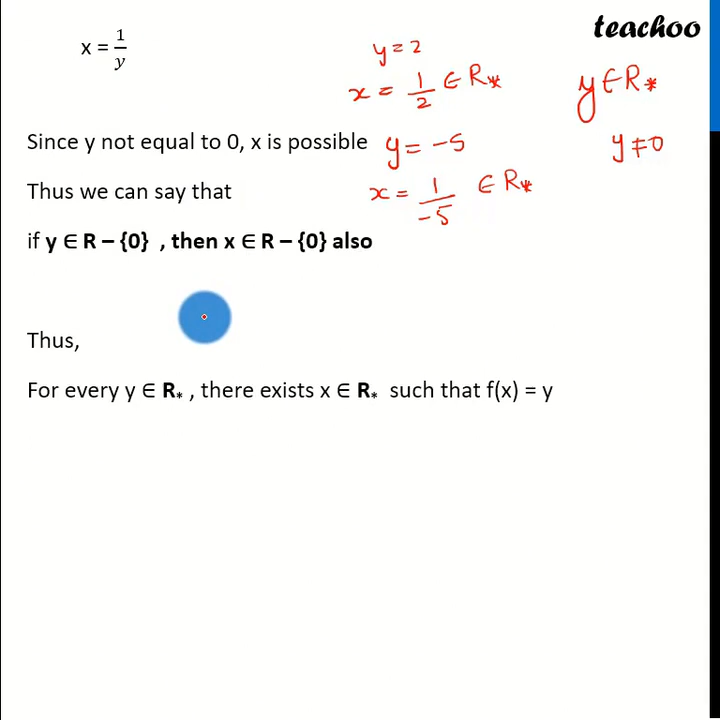 teachoo
x = 1/y
y = 2
x = 1/2 ∈ R*
y ∈ R*
Since y not equal to 0, x is possible
y = -5
y ≠ 0
Thus we can say that
x = 1/-5 ∈ R*
if y ∈ R – {0} , then x ∈ R – {0} also
Thus,
For every y ∈ R* , there exists x ∈ R* such that f(x) = y